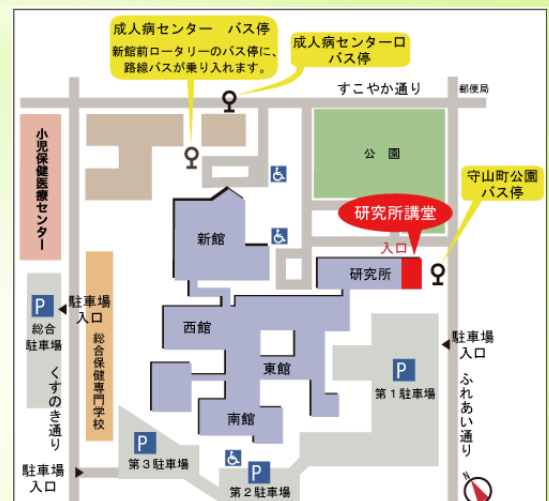 成人病センター バス停
新館前ロータリーのバス停に、
路線バスが乗り入れます。
成人病センター口
バス停
すこやか通り
郵便局
小児保健医療センター
公園
守山町公園
バス停
研究所講堂
入口
新館
研究所
P
総合
駐車場
駐車場
入口
総合保健専門学校
くすのき通り
西館
東館
南館
P
第1駐車場
駐車場
入口
ふれあい通り
P
第3駐車場
P
第2駐車場
駐車場
入口
N